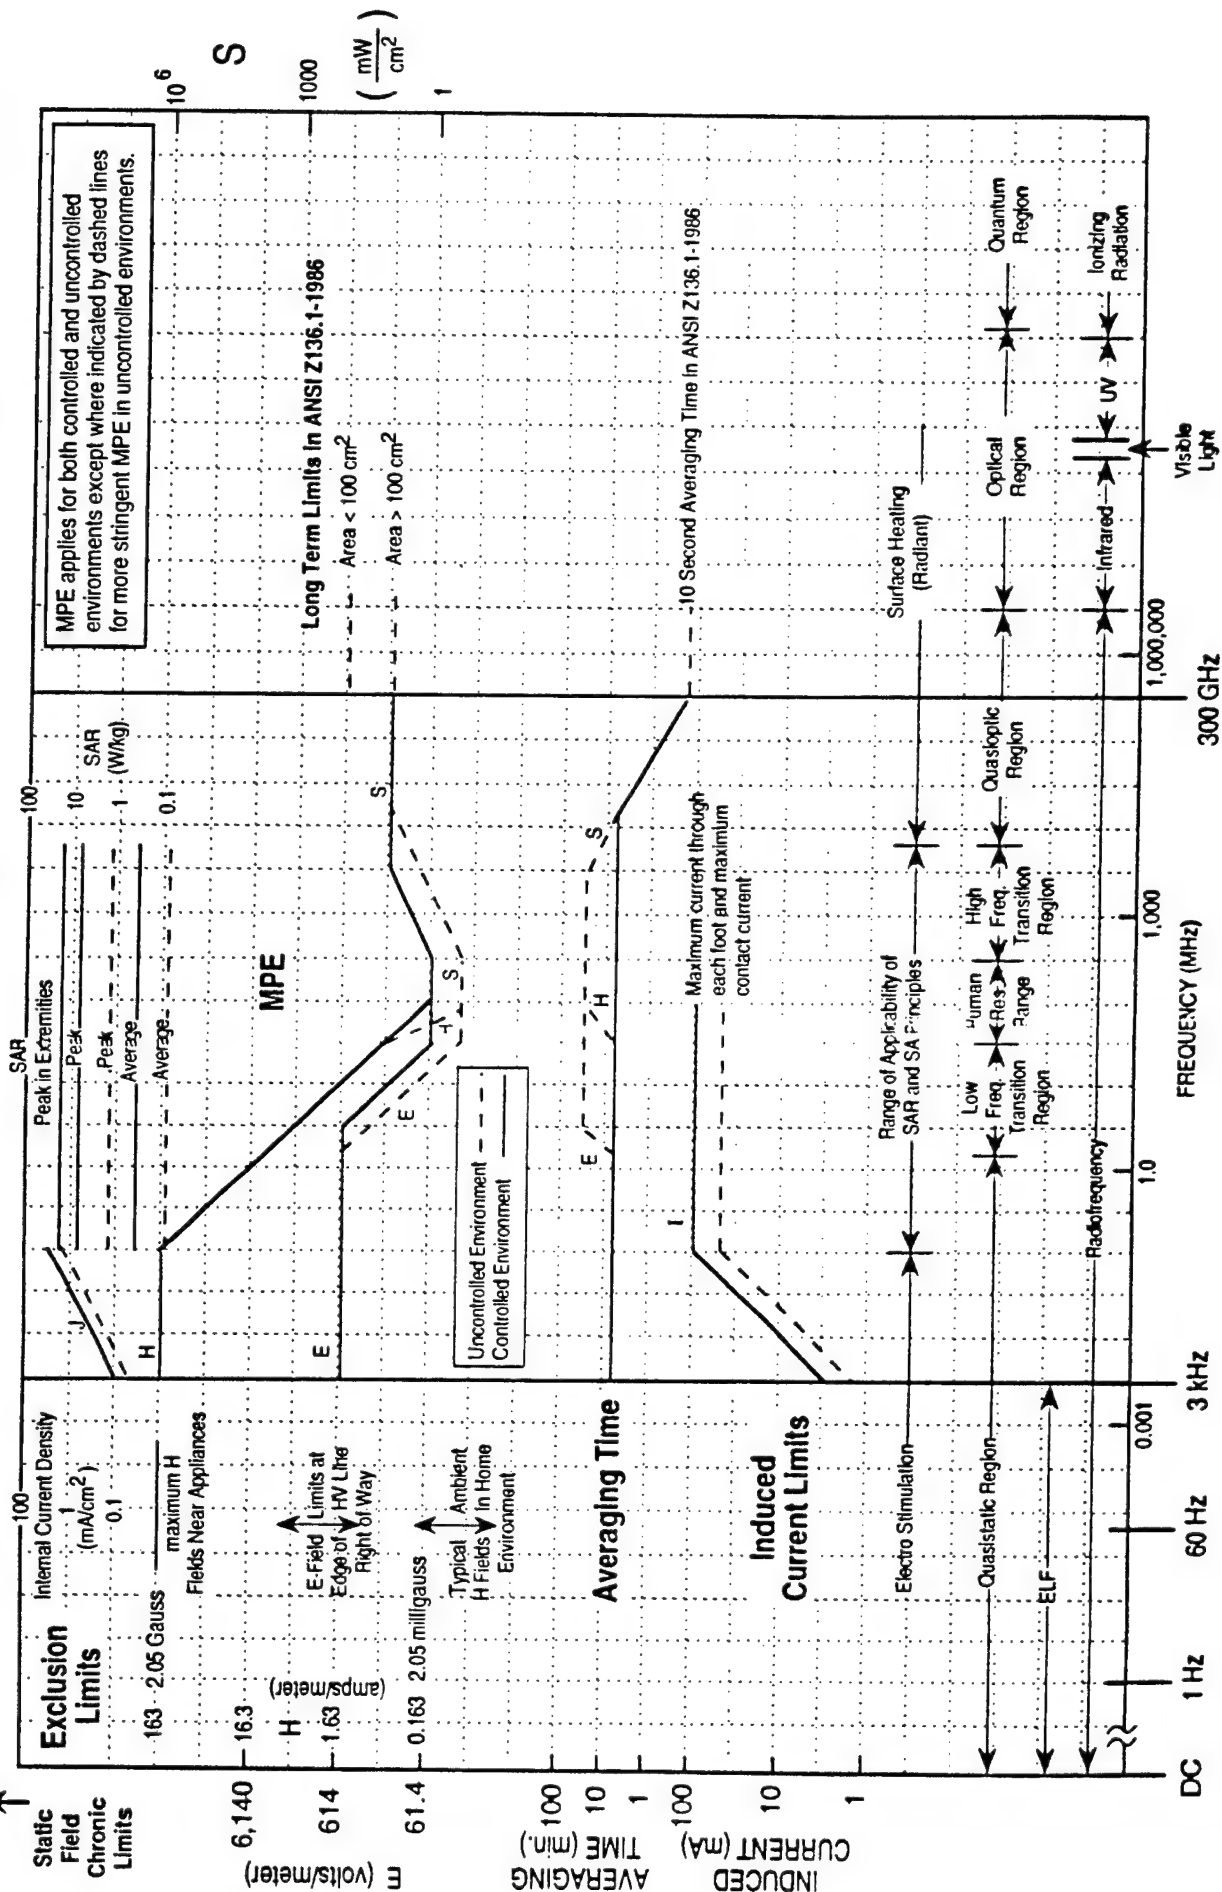 Static
Field
Chronic
Limits
Exclusion
Limits
100
Internal Current Density
1
(mA/cm²)
0.1
163 2.05 Gauss
maximum H
Fields Near Appliances
16.3
H
(amps/meter)
1.63
E-Field Limits at
Edge of HV Line
Right of Way
0.163 2.05 milligauss
Typical Ambient
H Fields In Home
Environment
6,140
614
61.4
E (volts/meter)
100
10
1
AVERAGING
TIME (min.)
100
10
1
INDUCED
CURRENT (mA)
Averaging Time
Induced
Current Limits
SAR
100
10
1
0.1
SAR
(W/kg)
Peak in Extremities
Peak
Peak
Average
Average
J
H
E
MPE
E
H
S
S
Uncontrolled Environment
Controlled Environment
E
H
S
I
Maximum current through
each foot and maximum
contact current
MPE applies for both controlled and uncontrolled
environments except where indicated by dashed lines
for more stringent MPE in uncontrolled environments.
Long Term Limits in ANSI Z136.1-1986
Area < 100 cm²
Area > 100 cm²
10 Second Averaging Time in ANSI Z136.1-1986
10⁶
1000
1
S
(mW/cm²)
Electro Stimulation
Range of Applicability of
SAR and SA Principles
Surface Heating
(Radiant)
Quasistatic Region
Low
Freq.
Transition
Region
Human
Res
Range
High
Freq.
Transition
Region
Quasioptic
Region
Optical
Region
Quantum
Region
ELF
Radiofrequency
Infrared
UV
Ionizing
Radiation
Visible
Light
0.001
1.0
1,000
1,000,000
DC
1 Hz
60 Hz
3 kHz
FREQUENCY (MHz)
300 GHz